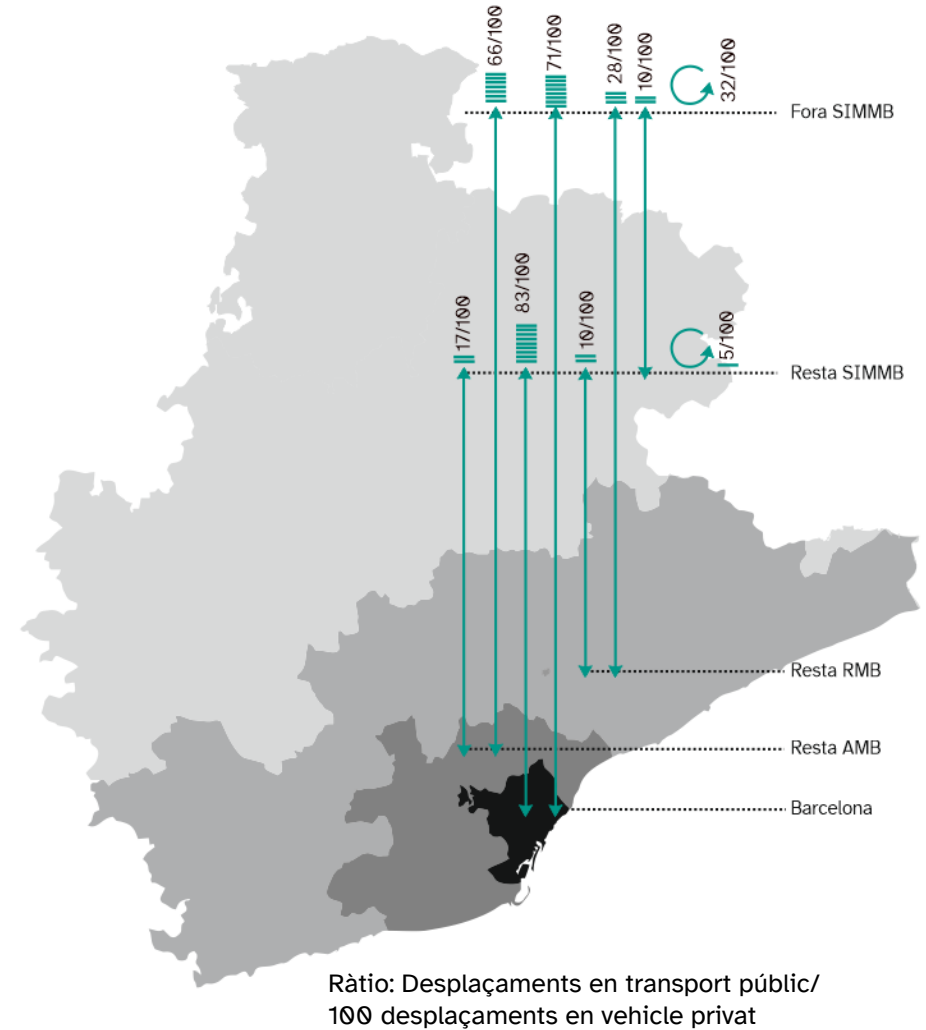 66/100
71/100
28/100
10/100
32/100
Fora SIMMB
17/100
83/100
10/100
5/100
Resta SIMMB
Resta RMB
Resta AMB
Barcelona
Ràtio: Desplaçaments en transport públic/
100 desplaçaments en vehicle privat